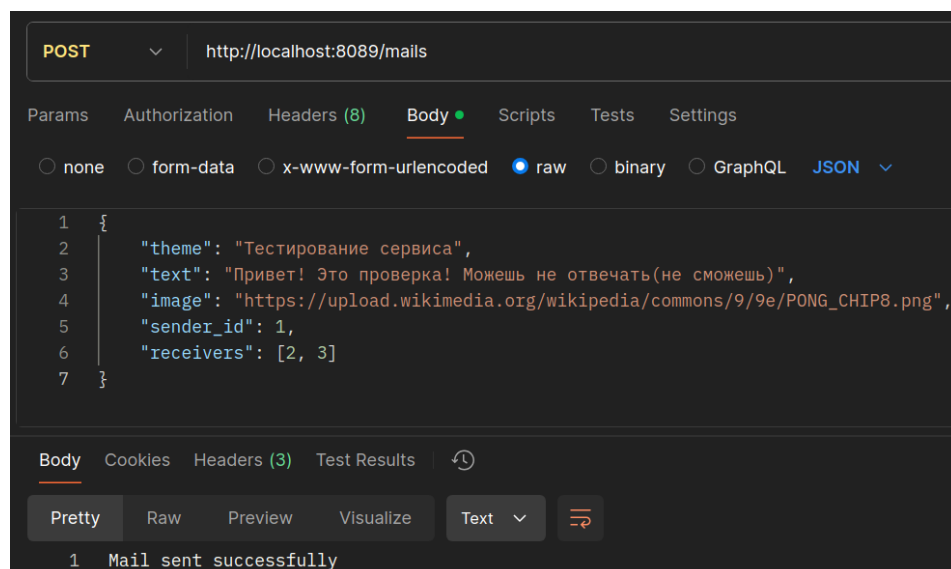 POST http://localhost:8089/mails
Params Authorization Headers (8) Body Scripts Tests Settings
none form-data x-www-form-urlencoded raw binary GraphQL JSON
1 {
2 "theme": "Тестирование сервиса",
3 "text": "Привет! Это проверка! Можешь не отвечать(не сможешь)",
4 "image": "https://upload.wikimedia.org/wikipedia/commons/9/9e/PONG_CHIP8.png",
5 "sender_id": 1,
6 "receivers": [2, 3]
7 }
Body Cookies Headers (3) Test Results
Pretty Raw Preview Visualize Text
1 Mail sent successfully